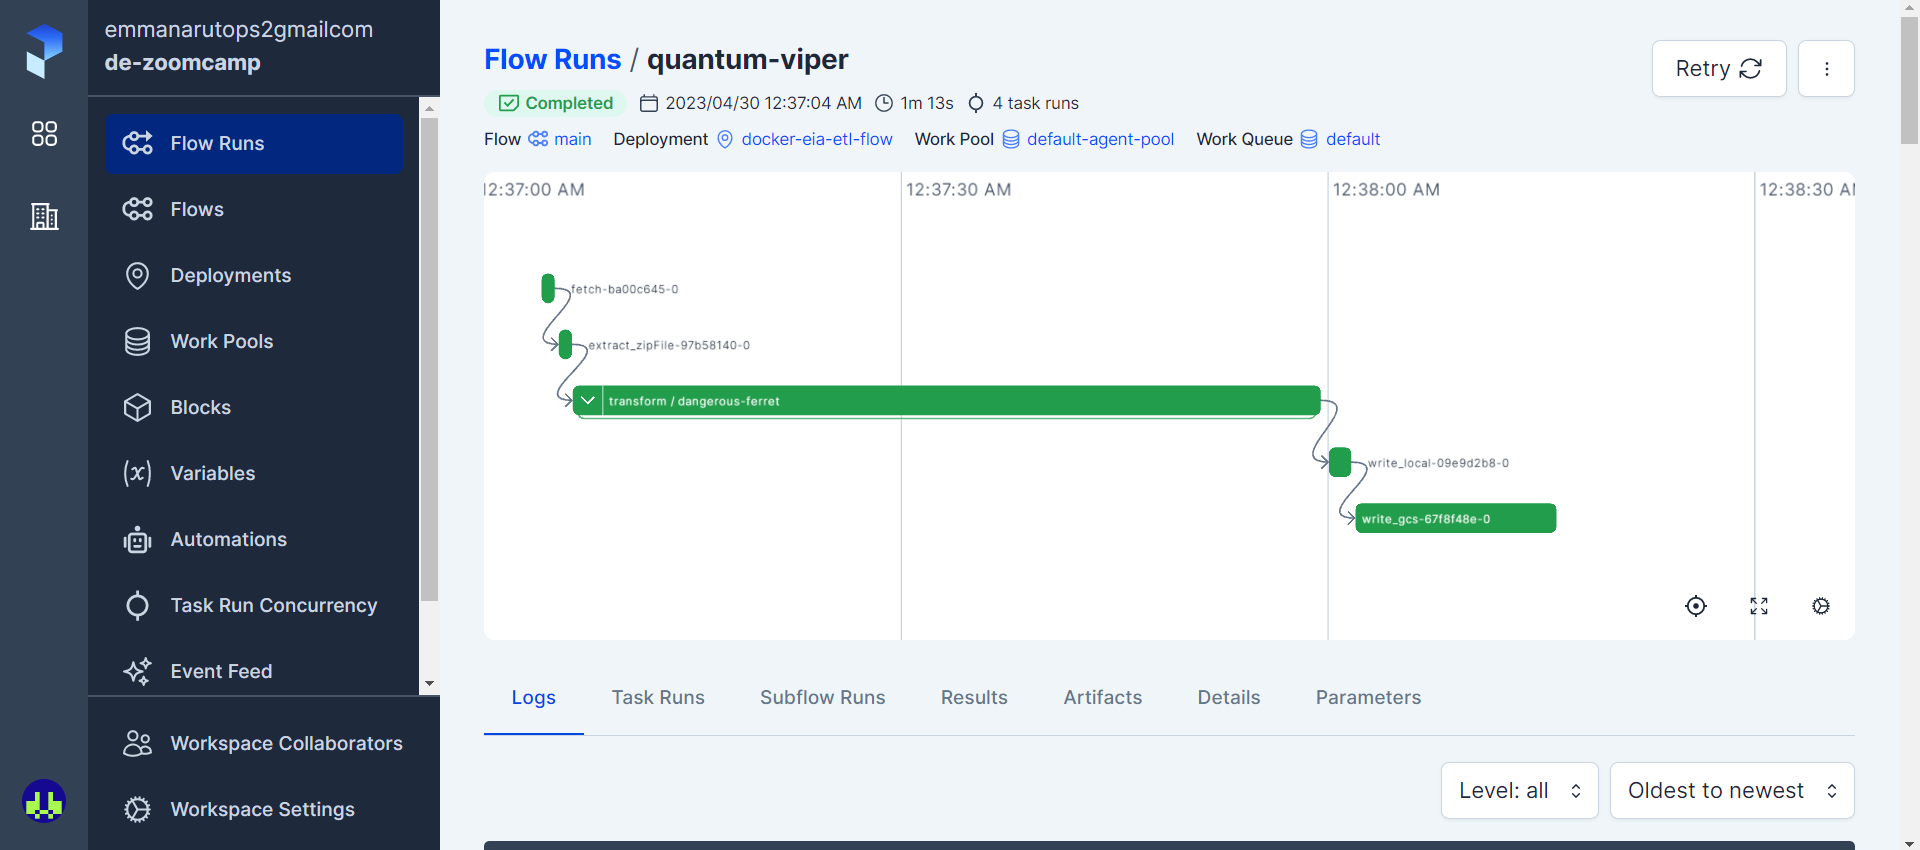 emmanarutops2gmailcom
de-zoomcamp
Flow Runs
Flows
Deployments
Work Pools
Blocks
Variables
Automations
Task Run Concurrency
Event Feed
Workspace Collaborators
Workspace Settings
Flow Runs / quantum-viper
Retry
Completed 2023/04/30 12:37:04 AM 1m 13s 4 task runs
Flow main Deployment docker-eia-etl-flow Work Pool default-agent-pool Work Queue default
12:37:00 AM 12:37:30 AM 12:38:00 AM 12:38:30 AM
fetch-ba00c645-0
extract_zipFile-97b58140-0
transform / dangerous-ferret
write_local-09e9d2b8-0
write_gcs-67f8f48e-0
Logs Task Runs Subflow Runs Results Artifacts Details Parameters
Level: all Oldest to newest